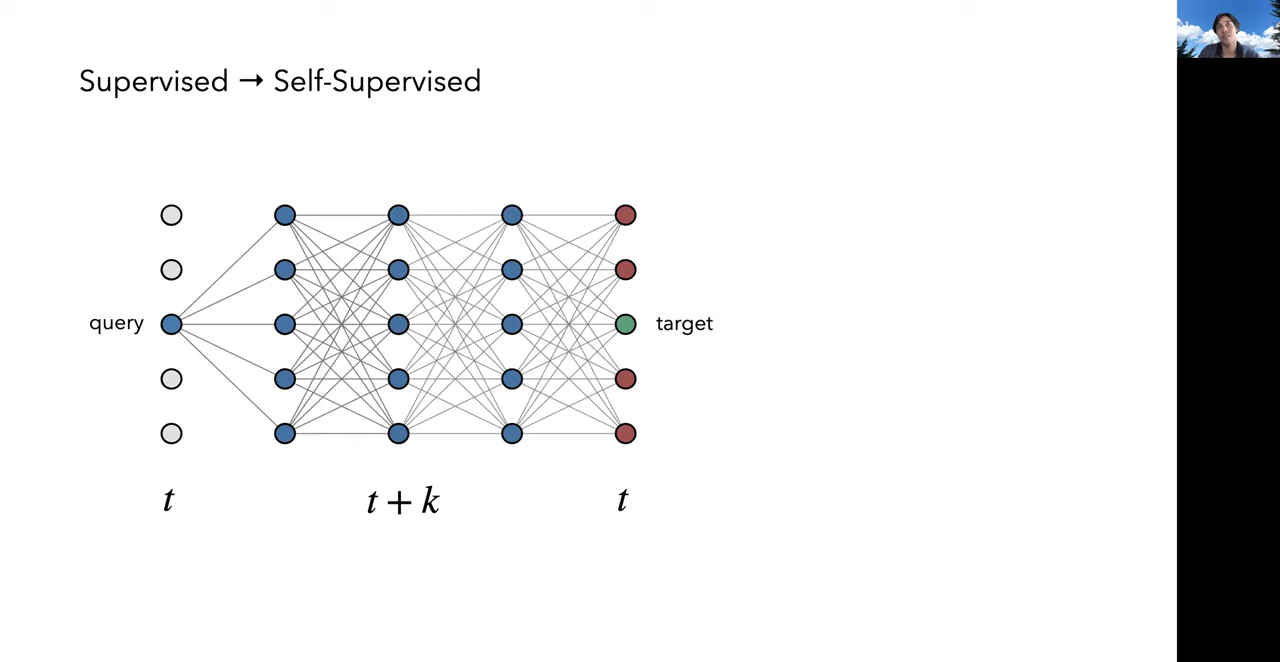 Supervised → Self-Supervised
query
target
t
t + k
t